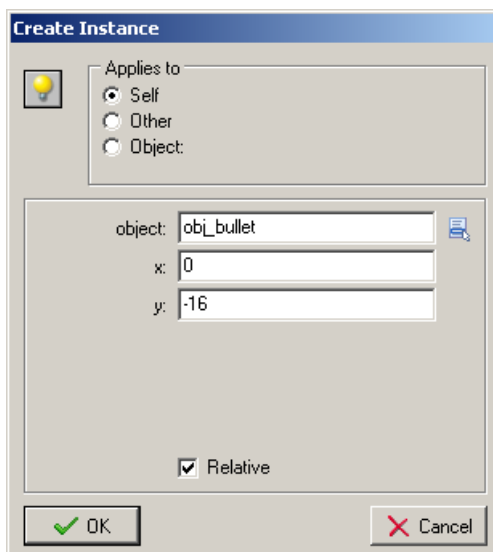 Create Instance
Applies to
Self
Other
Object:
object: obj_bullet
x: 0
y: -16
Relative
OK Cancel